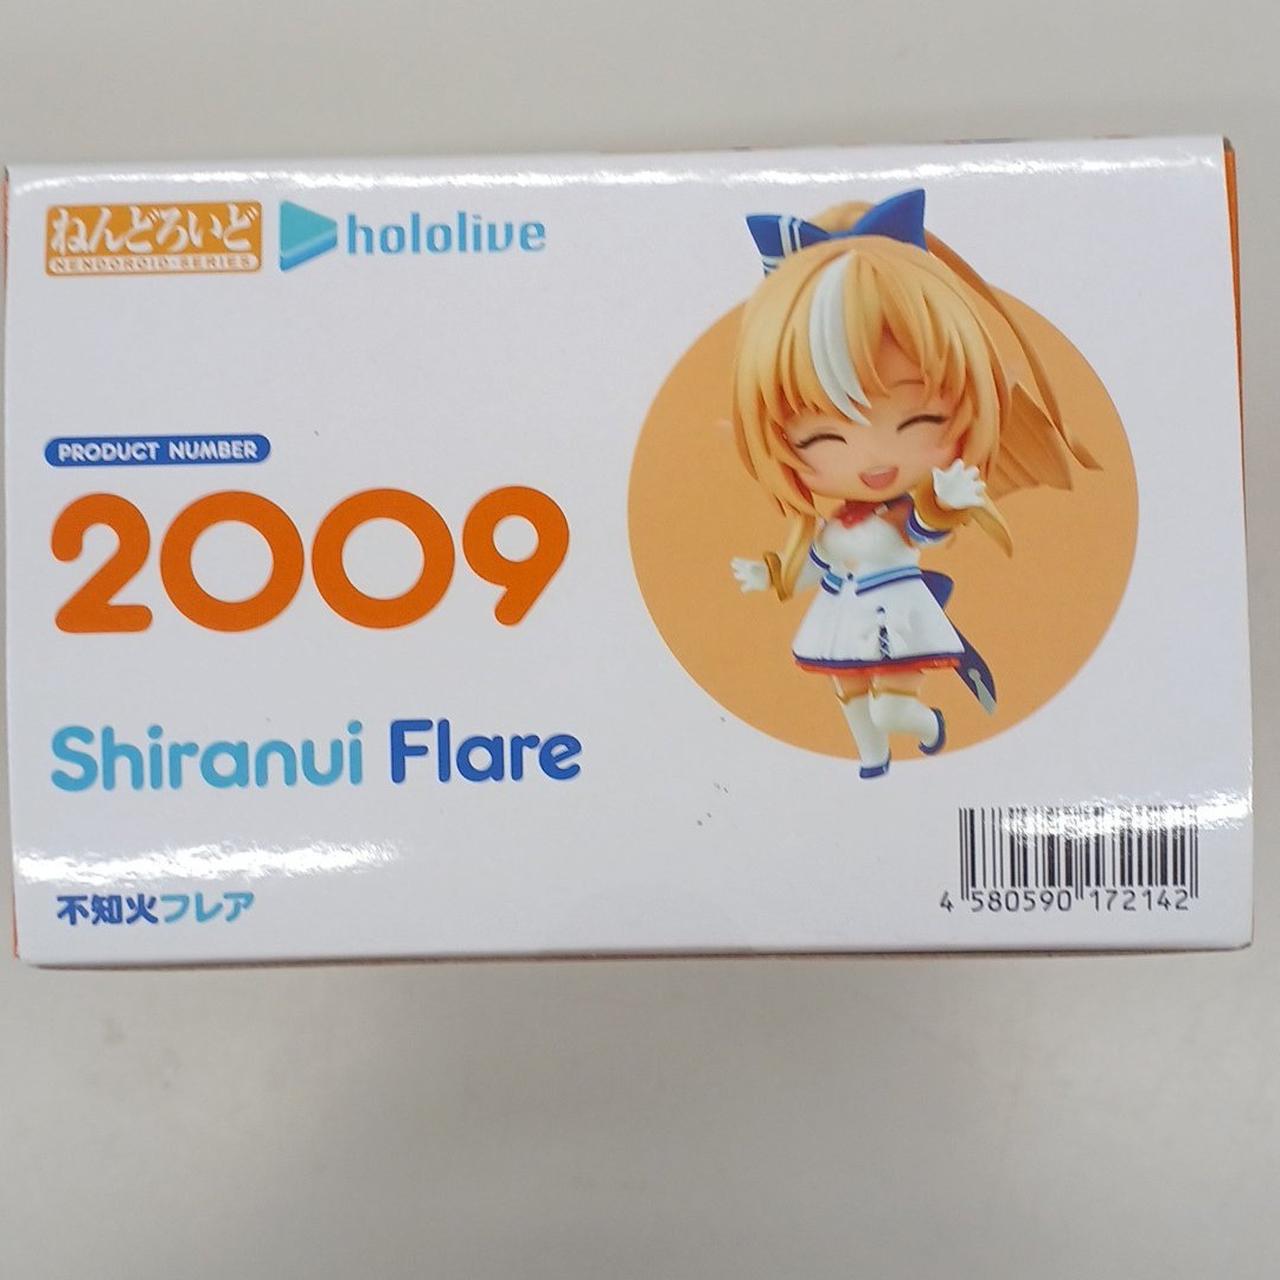 ねんどろいど
NENDOROID SERIES
hololive
PRODUCT NUMBER
2009
Shiranui Flare
不知火フレア
4 580590 172142